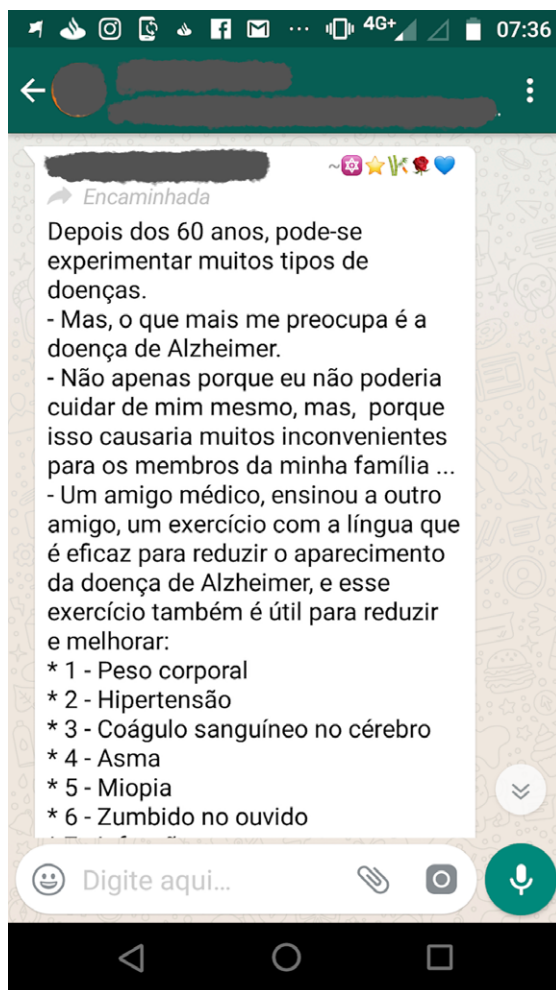 4G+ 07:36
Encaminhada
Depois dos 60 anos, pode-se
experimentar muitos tipos de
doenças.
- Mas, o que mais me preocupa é a
doença de Alzheimer.
- Não apenas porque eu não poderia
cuidar de mim mesmo, mas,  porque
isso causaria muitos inconvenientes
para os membros da minha família ...
- Um amigo médico, ensinou a outro
amigo, um exercício com a língua que
é eficaz para reduzir o aparecimento
da doença de Alzheimer, e esse
exercício também é útil para reduzir
e melhorar:
* 1 - Peso corporal
* 2 - Hipertensão
* 3 - Coágulo sanguíneo no cérebro
* 4 - Asma
* 5 - Miopia
* 6 - Zumbido no ouvido
Digite aqui...